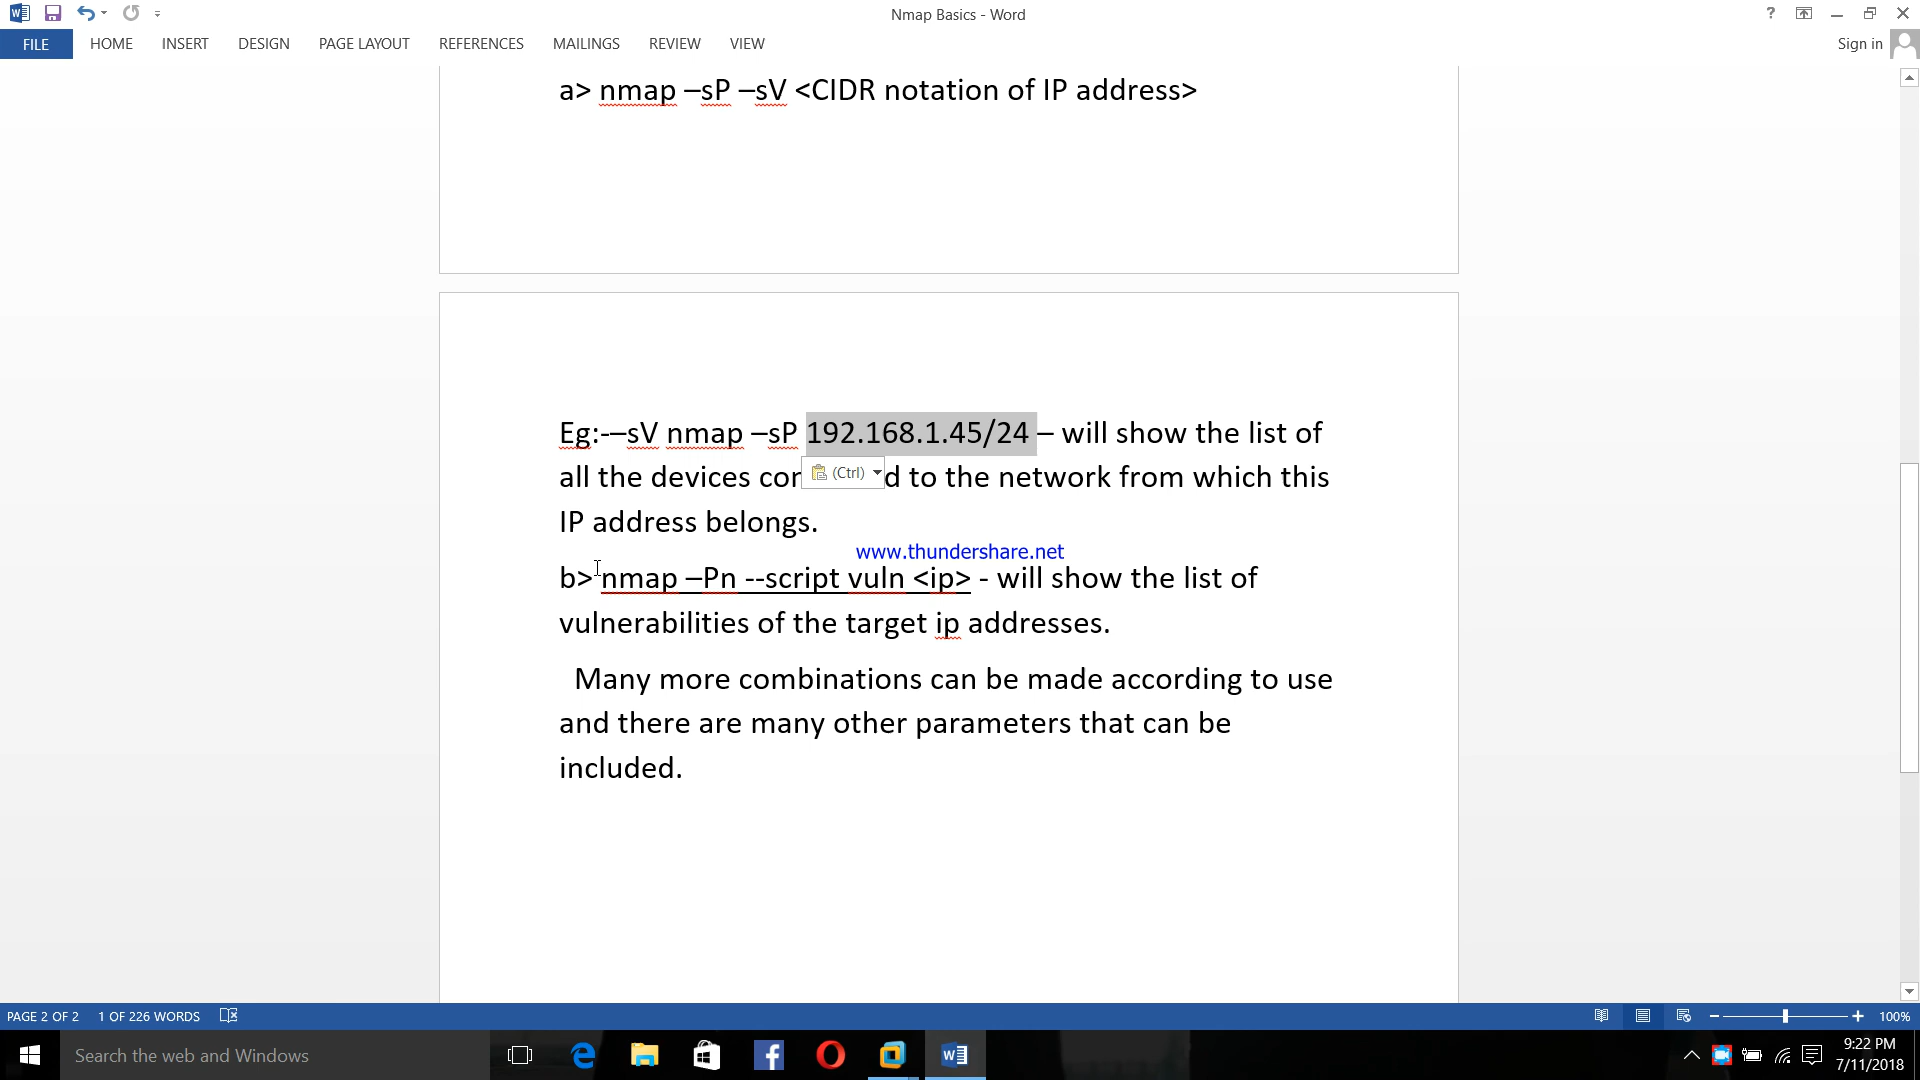 Nmap Basics - Word
FILE HOME INSERT DESIGN PAGE LAYOUT REFERENCES MAILINGS REVIEW VIEW
Sign in
a> nmap –sP –sV <CIDR notation of IP address>
Eg:-–sV nmap –sP 192.168.1.45/24 – will show the list of
all the devices con d to the network from which this
(Ctrl)
IP address belongs.
www.thundershare.net
b> nmap –Pn --script vuln <ip> - will show the list of
vulnerabilities of the target ip addresses.
Many more combinations can be made according to use
and there are many other parameters that can be
included.
PAGE 2 OF 2 1 OF 226 WORDS
100%
Search the web and Windows
9:22 PM
7/11/2018